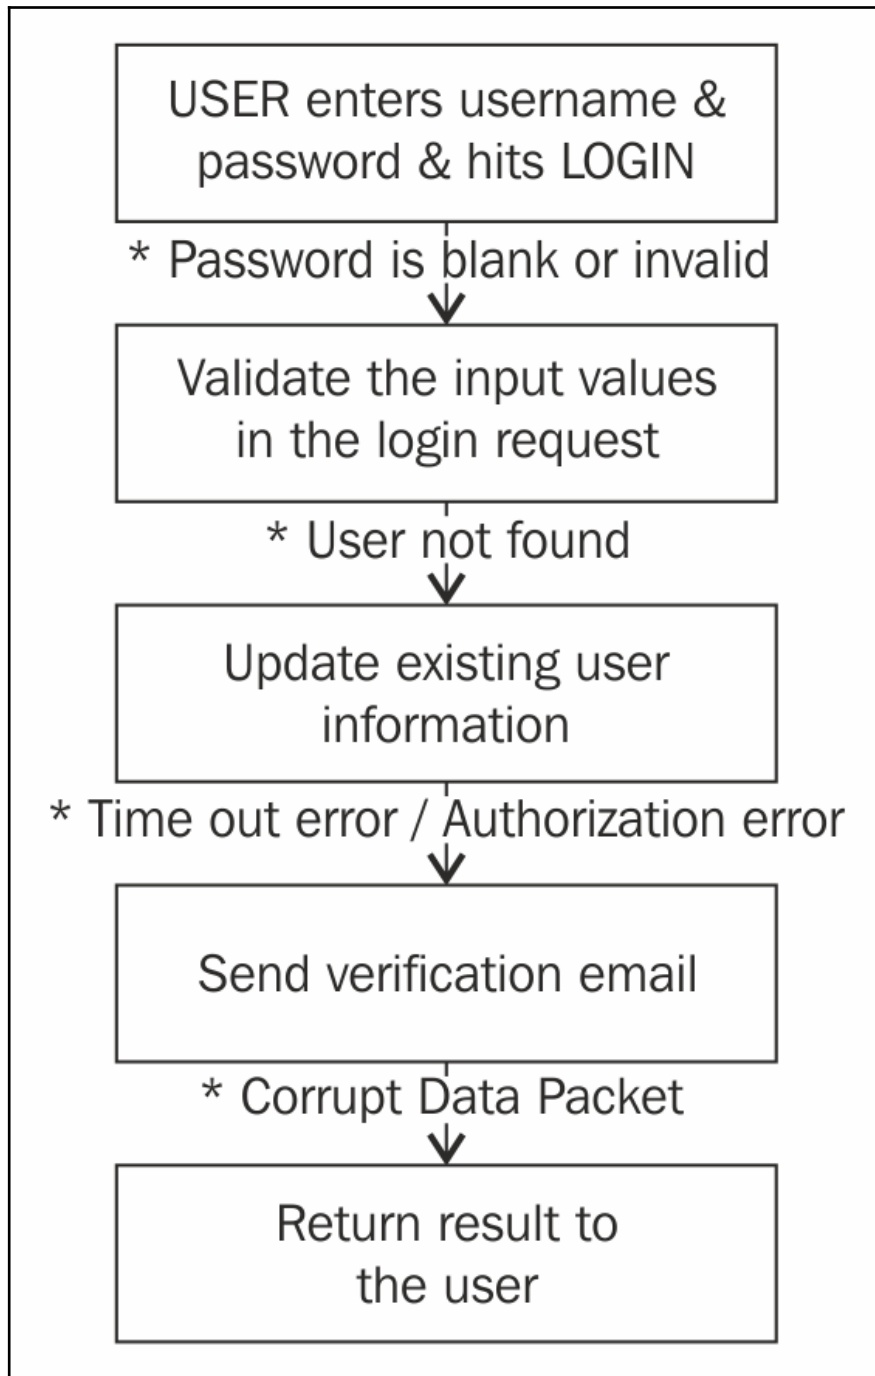 USER enters username &
password & hits LOGIN
* Password is blank or invalid
Validate the input values
in the login request
* User not found
Update existing user
information
* Time out error / Authorization error
Send verification email
* Corrupt Data Packet
Return result to
the user